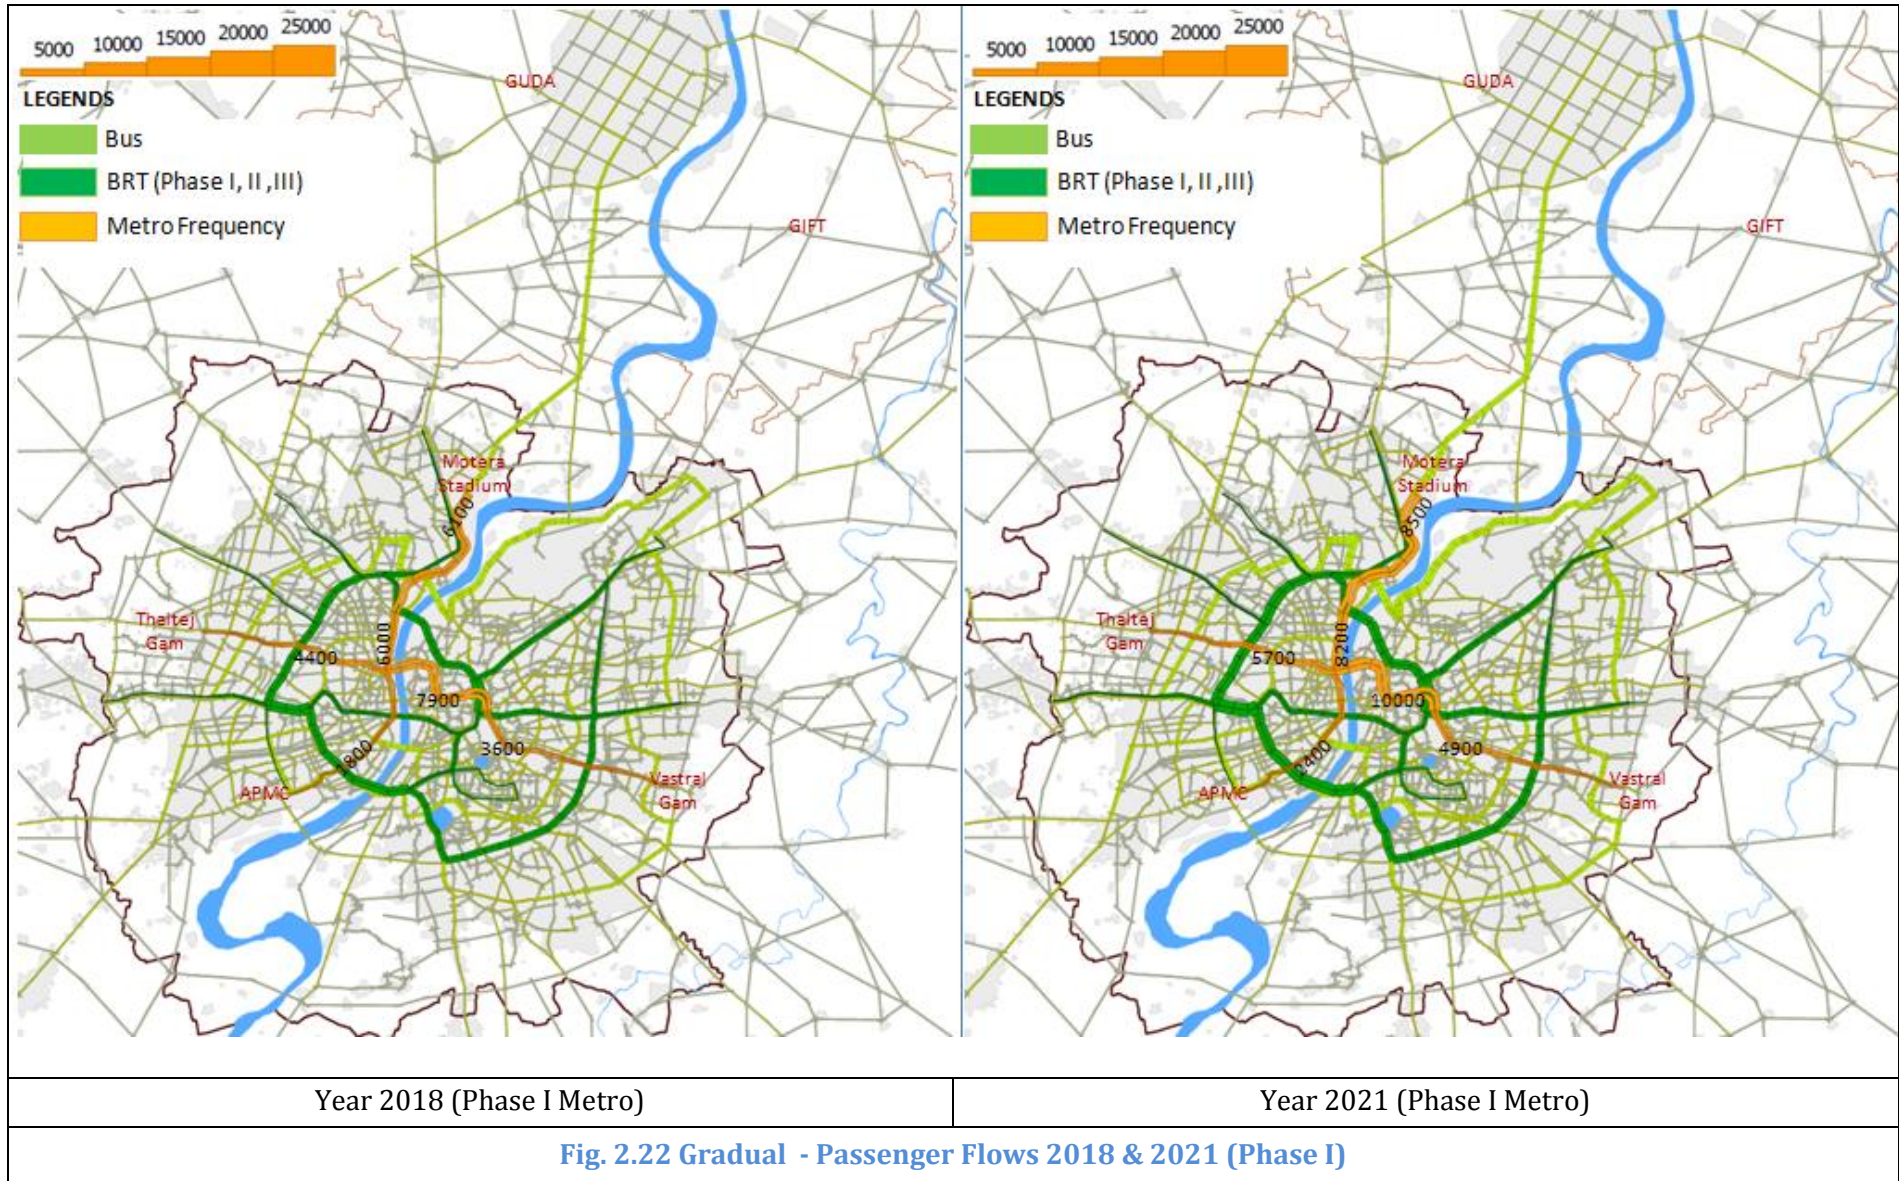 5000 10000 15000 20000 25000
LEGENDS
Bus
BRT (Phase I, II ,III)
Metro Frequency
GUDA
GIFT
Motera
Stadium
6100
Thaltej
Gam
4400
6000
7900
1800
3600
APMC
Vastral
Gam
5000 10000 15000 20000 25000
LEGENDS
Bus
BRT (Phase I, II ,III)
Metro Frequency
GUDA
GIFT
Motera
Stadium
8500
Thaltej
Gam
5700
8200
10000
2400
4900
APMC
Vastral
Gam
Year 2018 (Phase I Metro)
Year 2021 (Phase I Metro)
Fig. 2.22 Gradual - Passenger Flows 2018 & 2021 (Phase I)